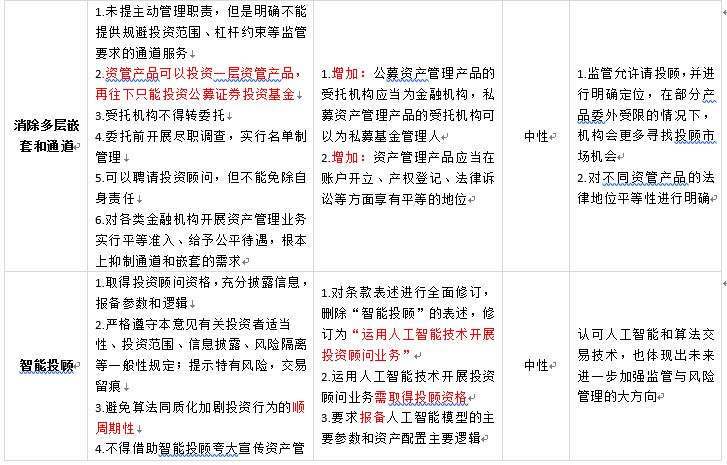 消除多层嵌
套和通道
1.未提主动管理职责，但是明确不能
提供规避投资范围、杠杆约束等监管
要求的通道服务
2.资管产品可以投资一层资管产品，
再往下只能投资公募证券投资基金
3.受托机构不得转委托
4.委托前开展尽职调查，实行名单制
管理
5.可以聘请投资顾问，但不能免除自
身责任
6.对各类金融机构开展资产管理业务
实行平等准入、给予公平待遇，根本
上抑制通道和嵌套的需求
1.增加：公募资产管理产品的
受托机构应当为金融机构，私
募资产管理产品的受托机构可
以为私募基金管理人
2.增加：资产管理产品应当在
账户开立、产权登记、法律诉
讼等方面享有平等的地位
中性
1.监管允许请投顾，并进
行明确定位，在部分产
品委外受限的情况下，
机构会更多寻找投顾市
场机会
2.对不同资管产品的法
律地位平等性进行明确
智能投顾
1.取得投资顾问资格，充分披露信息，
报备参数和逻辑
2.严格遵守本意见有关投资者适当
性、投资范围、信息披露、风险隔离
等一般性规定；提示持有风险，交易
留痕
3.避免算法同质化加剧投资行为的顺
周期性
4.不得借助智能投顾夸大宣传资产管
1.对条款表述进行全面修订，
删除“智能投顾”的表述，修
订为“运用人工智能技术开展
投资顾问业务”
2.运用人工智能技术开展投资
顾问业务需取得投顾资格
3.要求报备人工智能模型的主
要参数和资产配置主要逻辑
中性
认可人工智能和算法交
易技术，也体现出未来
进一步加强监管与风险
管理的大方向